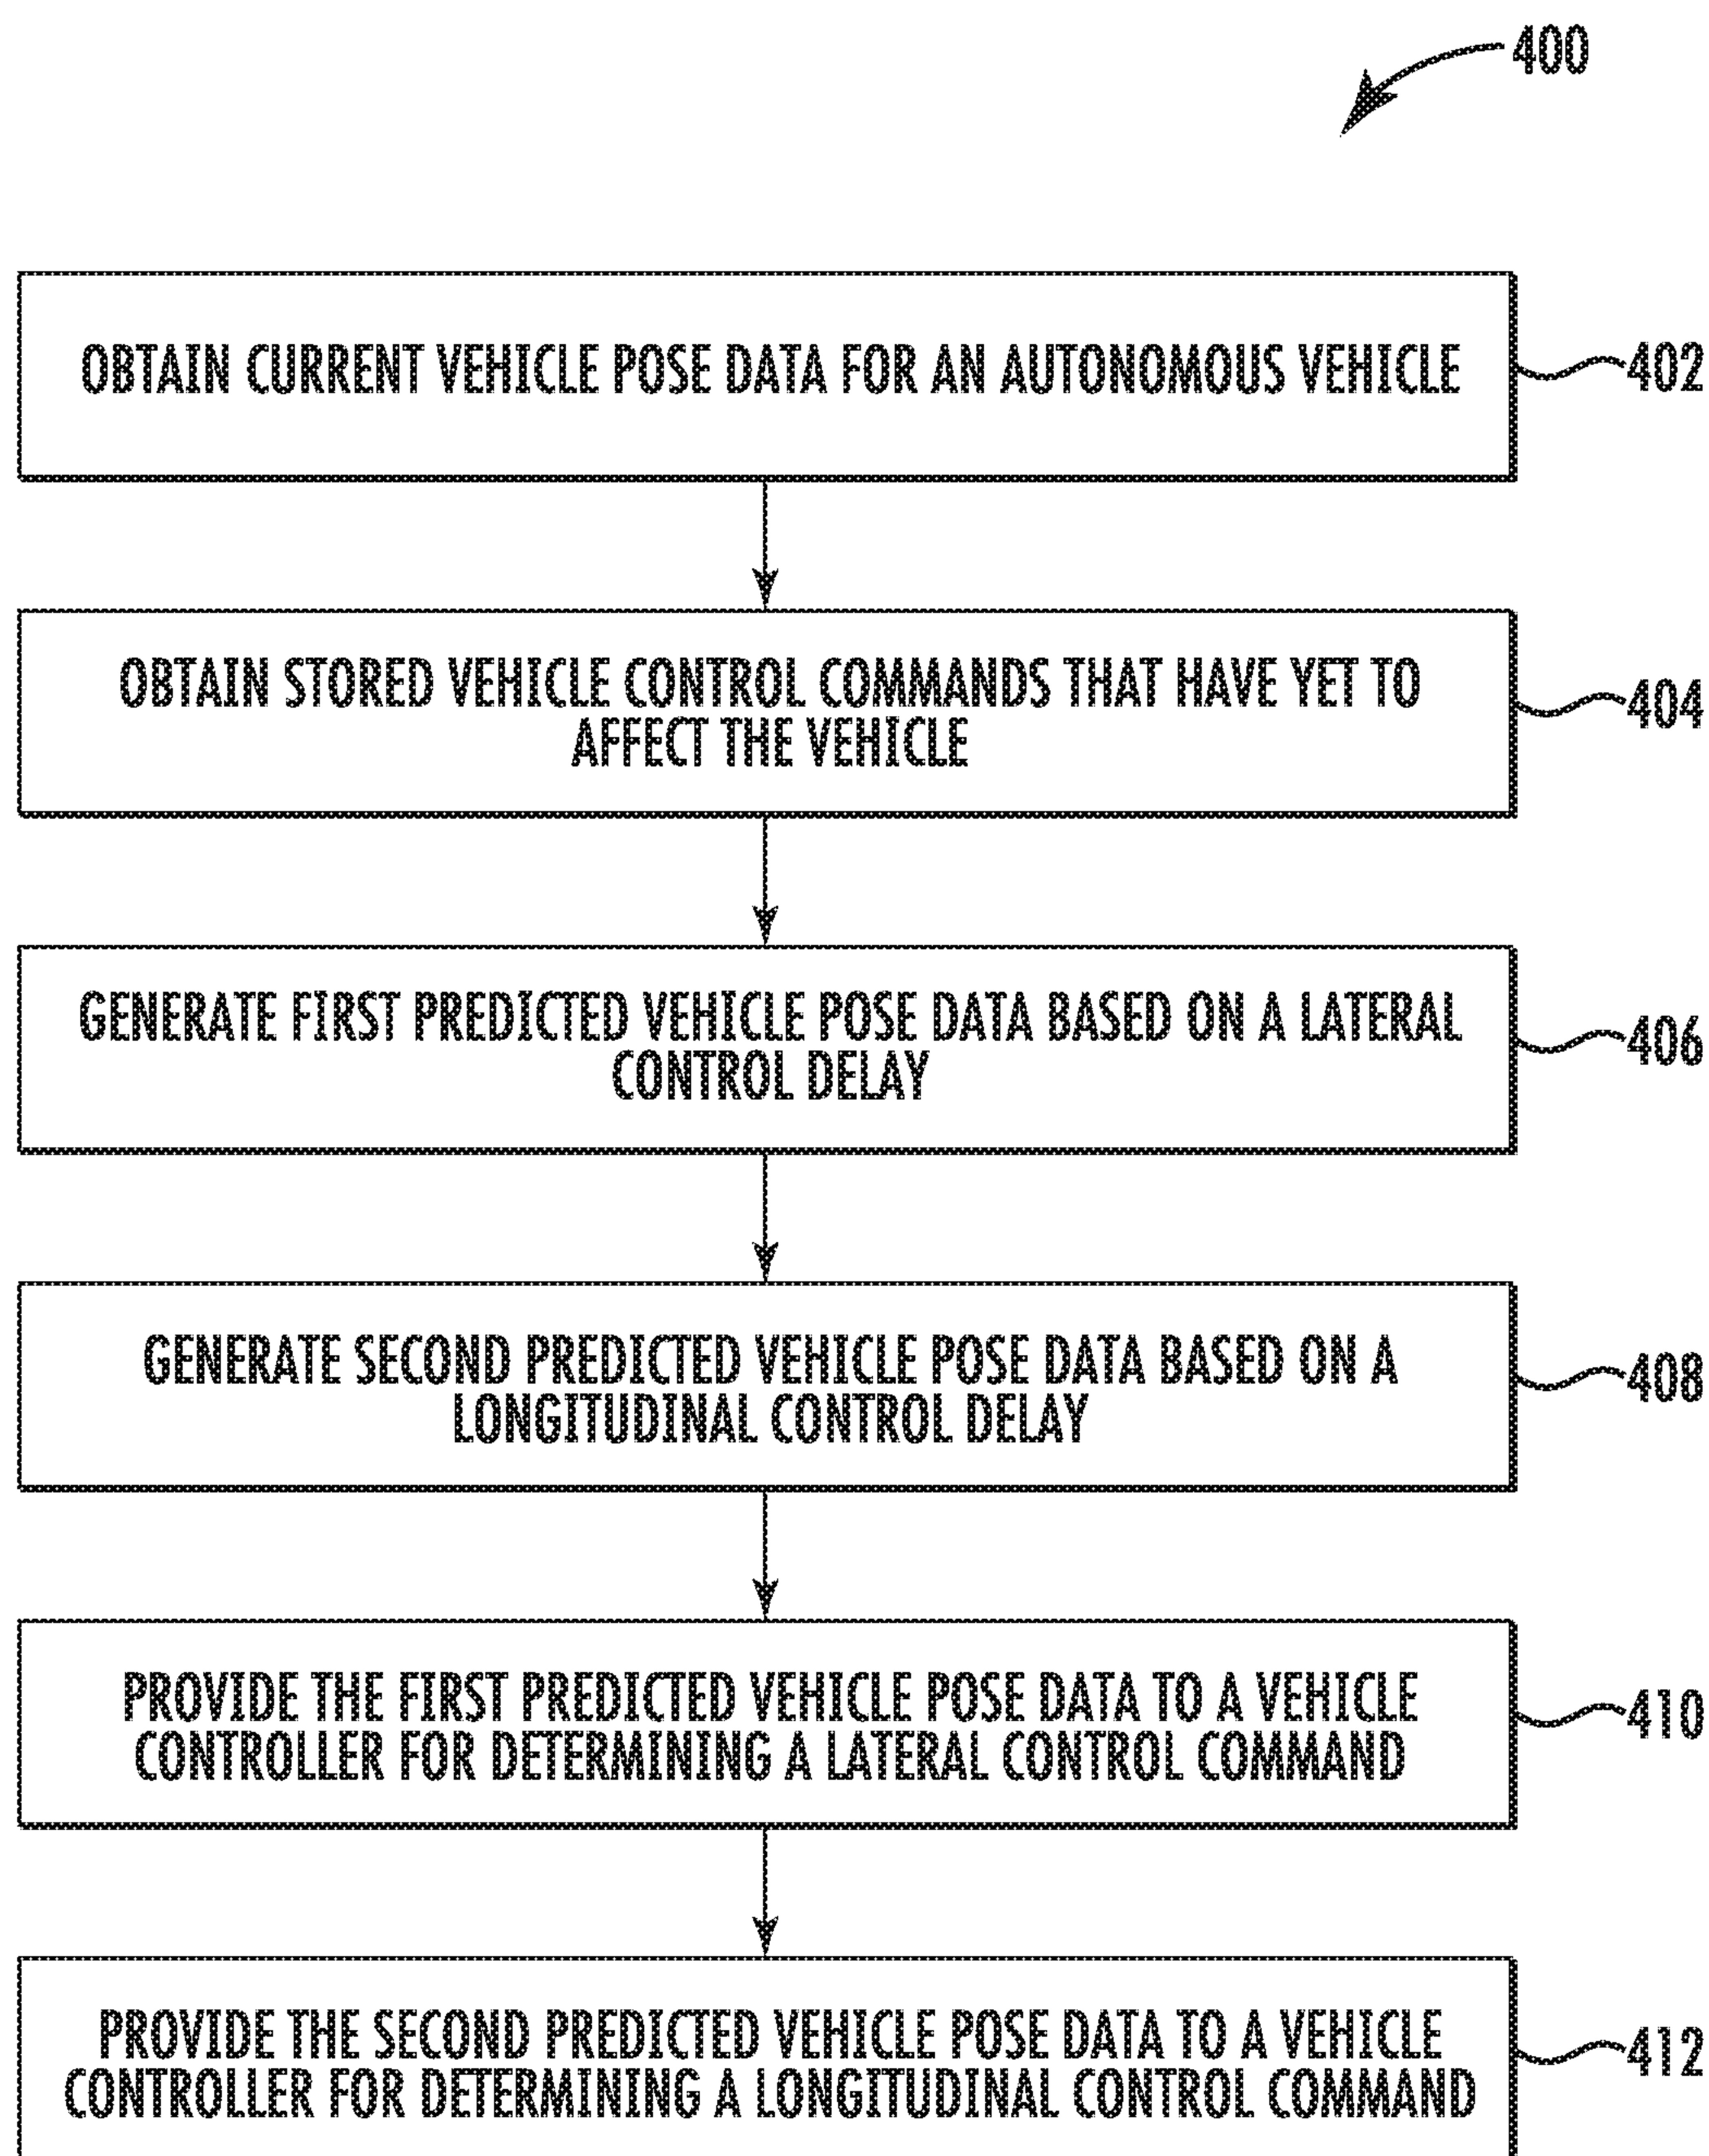 400
OBTAIN CURRENT VEHICLE POSE DATA FOR AN AUTONOMOUS VEHICLE
402
OBTAIN STORED VEHICLE CONTROL COMMANDS THAT HAVE YET TO
AFFECT THE VEHICLE
404
GENERATE FIRST PREDICTED VEHICLE POSE DATA BASED ON A LATERAL
CONTROL DELAY
406
GENERATE SECOND PREDICTED VEHICLE POSE DATA BASED ON A
LONGITUDINAL CONTROL DELAY
408
PROVIDE THE FIRST PREDICTED VEHICLE POSE DATA TO A VEHICLE
CONTROLLER FOR DETERMINING A LATERAL CONTROL COMMAND
410
PROVIDE THE SECOND PREDICTED VEHICLE POSE DATA TO A VEHICLE
CONTROLLER FOR DETERMINING A LONGITUDINAL CONTROL COMMAND
412